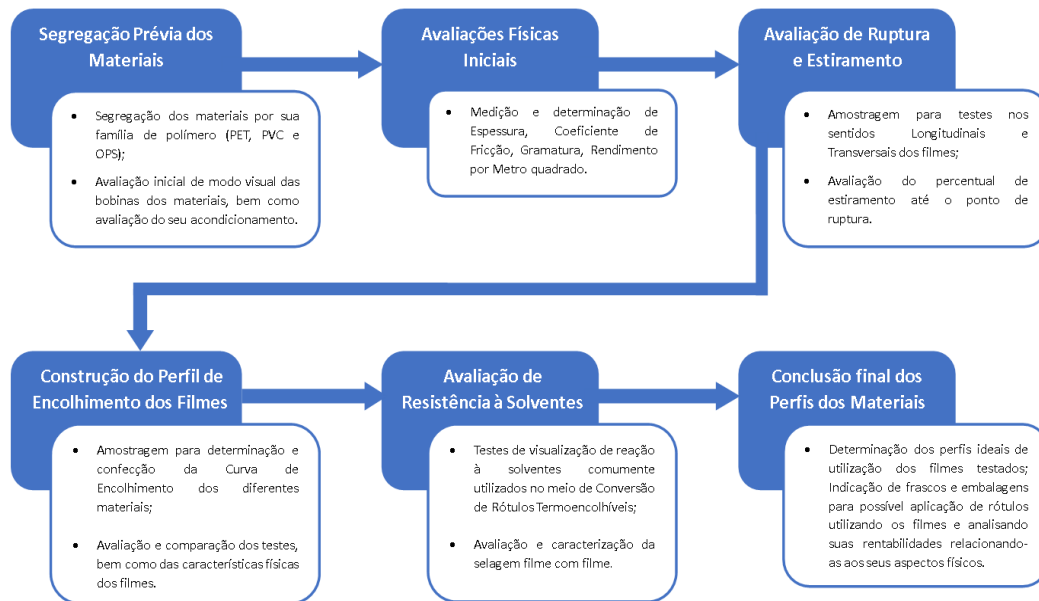 Segregação Prévia dos
Materiais
• Segregação dos materiais por sua
família de polímero (PET, PVC e
OPS);
• Avaliação inicial de modo visual das
bobinas dos materiais, bem como
avaliação do seu acondicionamento.
Avaliações Físicas
Iniciais
• Medição e determinação de
Espessura, Coeficiente de
Fricção, Gramatura, Rendimento
por Metro quadrado.
Avaliação de Ruptura
e Estiramento
• Amostragem para testes nos
sentidos Longitudinais e
Transversais dos filmes;
• Avaliação do percentual de
estiramento até o ponto de
ruptura.
Construção do Perfil de
Encolhimento dos Filmes
• Amostragem para determinação e
confecção da Curva de
Encolhimento dos diferentes
materiais;
• Avaliação e comparação dos testes,
bem como das características físicas
dos filmes.
Avaliação de
Resistência à Solventes
• Testes de visualização de reação
à solventes comumente
utilizados no meio de Conversão
de Rótulos Termoencolhíveis;
• Avaliação e caracterização da
selagem filme com filme.
Conclusão final dos
Perfis dos Materiais
• Determinação dos perfis ideais de
utilização dos filmes testados;
Indicação de frascos e embalagens
para possível aplicação de rótulos
utilizando os filmes e analisando
suas rentabilidades relacionando-
as aos seus aspectos físicos.